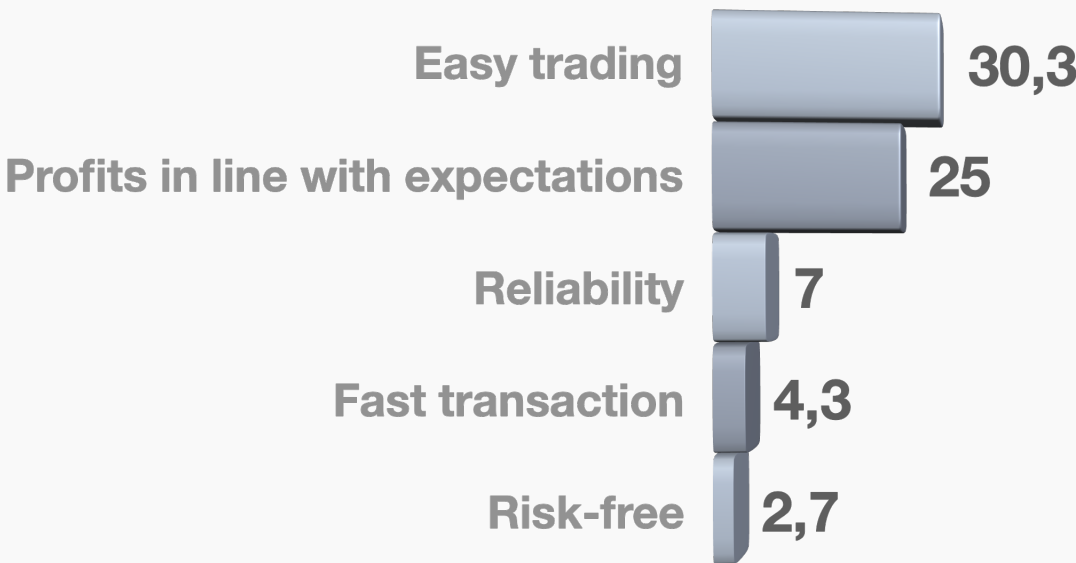 Easy trading 30,3
Profits in line with expectations 25
Reliability 7
Fast transaction 4,3
Risk-free 2,7